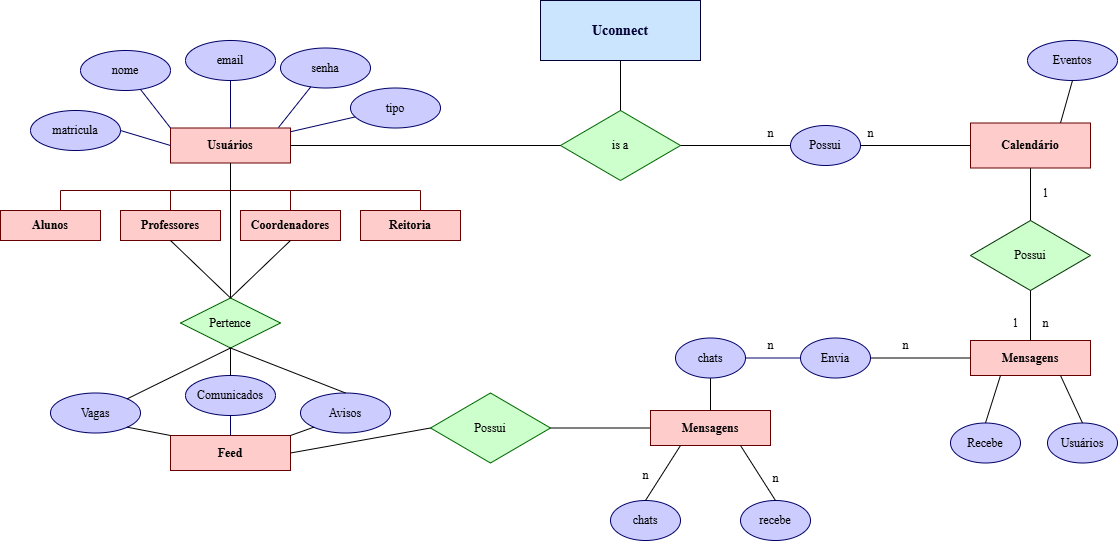 Uconnect
email
nome
senha
Eventos
tipo
matricula
Usuários
is a
n
Possui
n
Calendário
1
Alunos
Professores
Coordenadores
Reitoria
Possui
Pertence
1
n
chats
n
Envia
n
Mensagens
Comunicados
Vagas
Avisos
Possui
Mensagens
Recebe
Usuários
Feed
n
n
chats
recebe